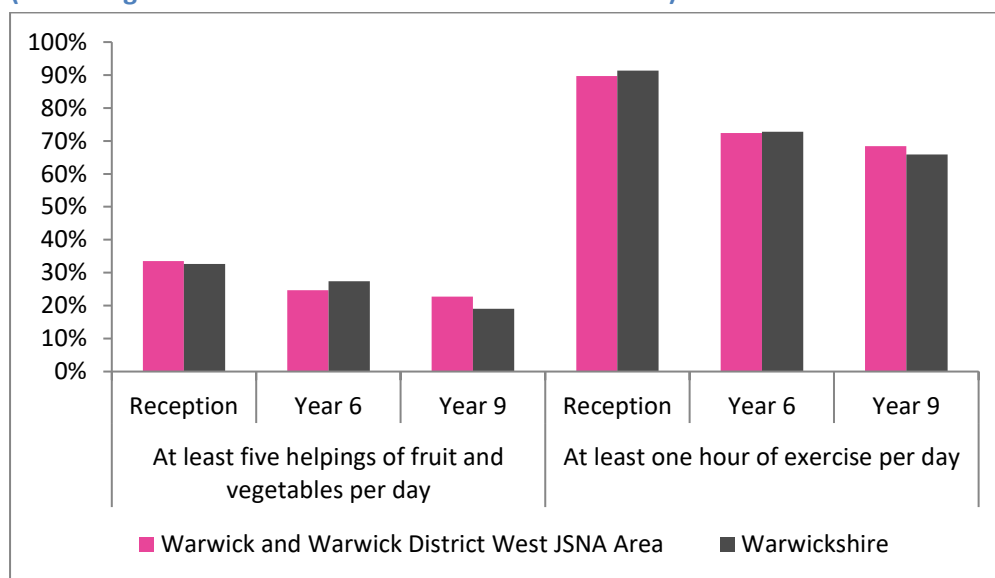 100%
90%
80%
70%
60%
50%
40%
30%
20%
10%
0%
Reception Year 6 Year 9 Reception Year 6 Year 9
At least five helpings of fruit and vegetables per day
At least one hour of exercise per day
Warwick and Warwick District West JSNA Area Warwickshire